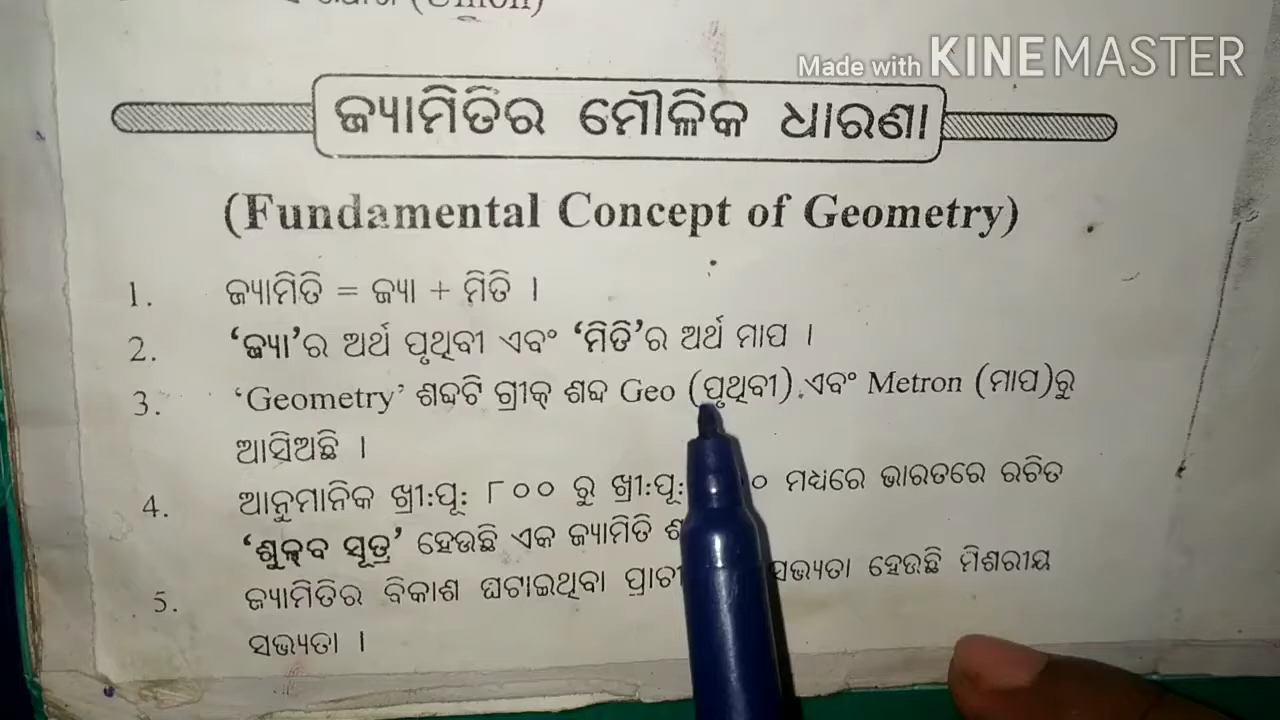 (Union)
Made with KINEMASTER
ଜ୍ୟାମିତିର ମୌଳିକ ଧାରଣା
(Fundamental Concept of Geometry)
1. ଜ୍ୟାମିତି = ଜ୍ୟା + ମିତି ।
2. ‘ଜ୍ୟା’ର ଅର୍ଥ ପୃଥିବୀ ଏବଂ ‘ମିତି’ର ଅର୍ଥ ମାପ ।
3. ‘Geometry’ ଶବ୍ଦଟି ଗ୍ରୀକ୍ ଶବ୍ଦ Geo (ପୃଥିବୀ) ଏବଂ Metron (ମାପ)ରୁ
ଆସିଅଛି ।
4. ଆନୁମାନିକ ଖ୍ରୀ:ପୂ: ୮୦୦ ରୁ ଖ୍ରୀ:ପୂ: ମଧ୍ୟରେ ଭାରତରେ ରଚିତ
‘ଶୁଳ୍‌ବ ସୂତ୍ର’ ହେଉଛି ଏକ ଜ୍ୟାମିତି
5. ଜ୍ୟାମିତିର ବିକାଶ ଘଟାଇଥିବା ସଭ୍ୟତା ହେଉଛି ମିଶରୀୟ
ସଭ୍ୟତା ।